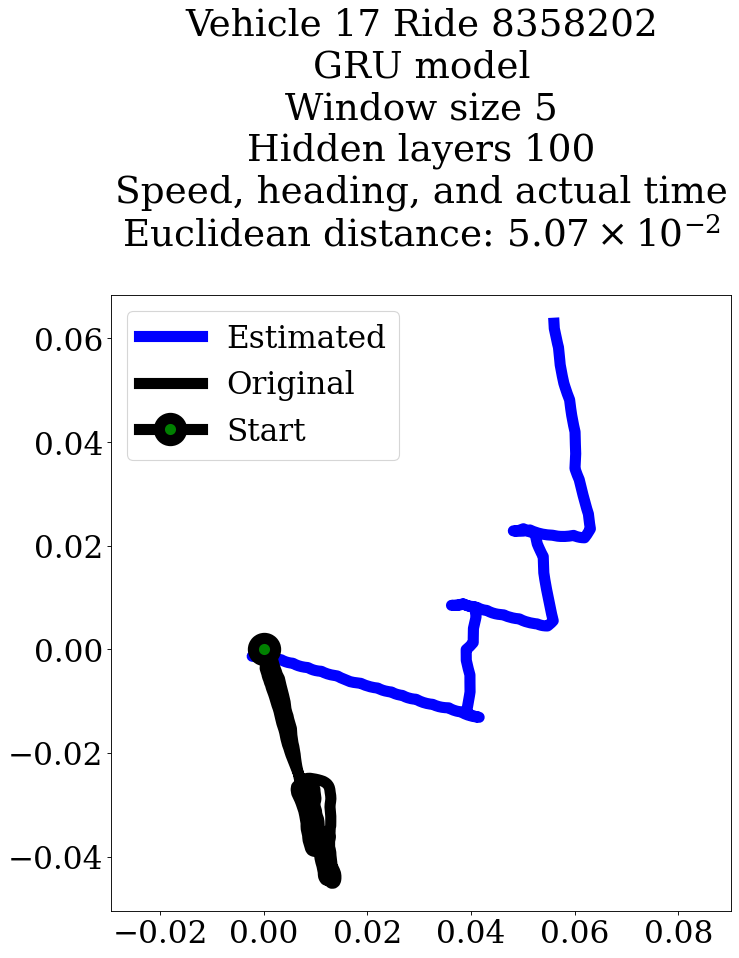 Vehicle 17 Ride 8358202
GRU model
Window size 5
Hidden layers 100
Speed, heading, and actual time
Euclidean distance: 5.07 × 10⁻²
Estimated
Original
Start
0.06
0.04
0.02
0.00
−0.02
−0.04
−0.02 0.00 0.02 0.04 0.06 0.08